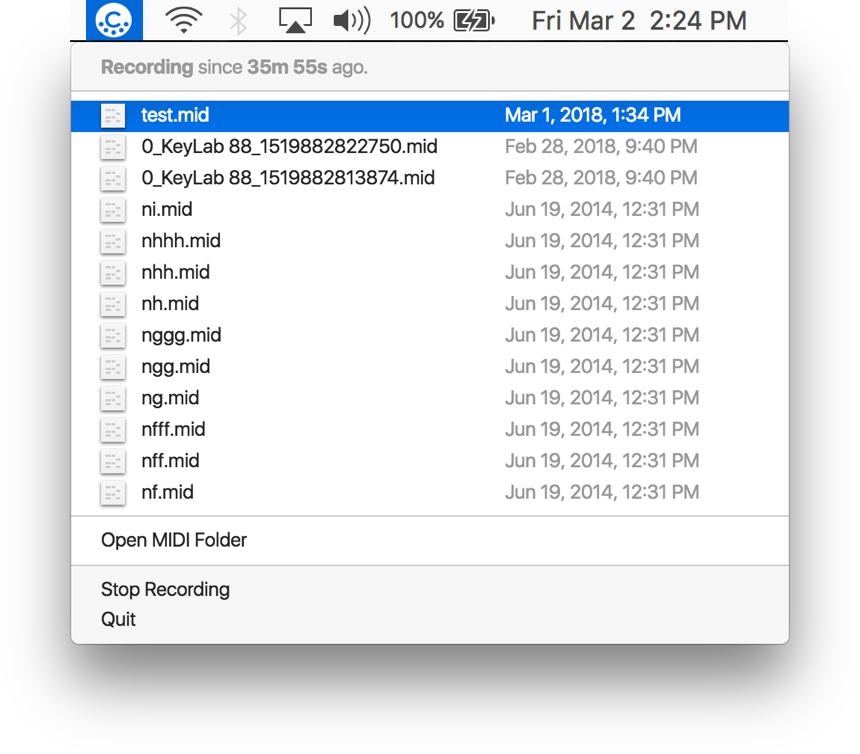 100% Fri Mar 2 2:24 PM
Recording since 35m 55s ago.
test.mid Mar 1, 2018, 1:34 PM
0_KeyLab 88_1519882822750.mid Feb 28, 2018, 9:40 PM
0_KeyLab 88_1519882813874.mid Feb 28, 2018, 9:40 PM
ni.mid Jun 19, 2014, 12:31 PM
nhhh.mid Jun 19, 2014, 12:31 PM
nhh.mid Jun 19, 2014, 12:31 PM
nh.mid Jun 19, 2014, 12:31 PM
nggg.mid Jun 19, 2014, 12:31 PM
ngg.mid Jun 19, 2014, 12:31 PM
ng.mid Jun 19, 2014, 12:31 PM
nfff.mid Jun 19, 2014, 12:31 PM
nff.mid Jun 19, 2014, 12:31 PM
nf.mid Jun 19, 2014, 12:31 PM
Open MIDI Folder
Stop Recording
Quit